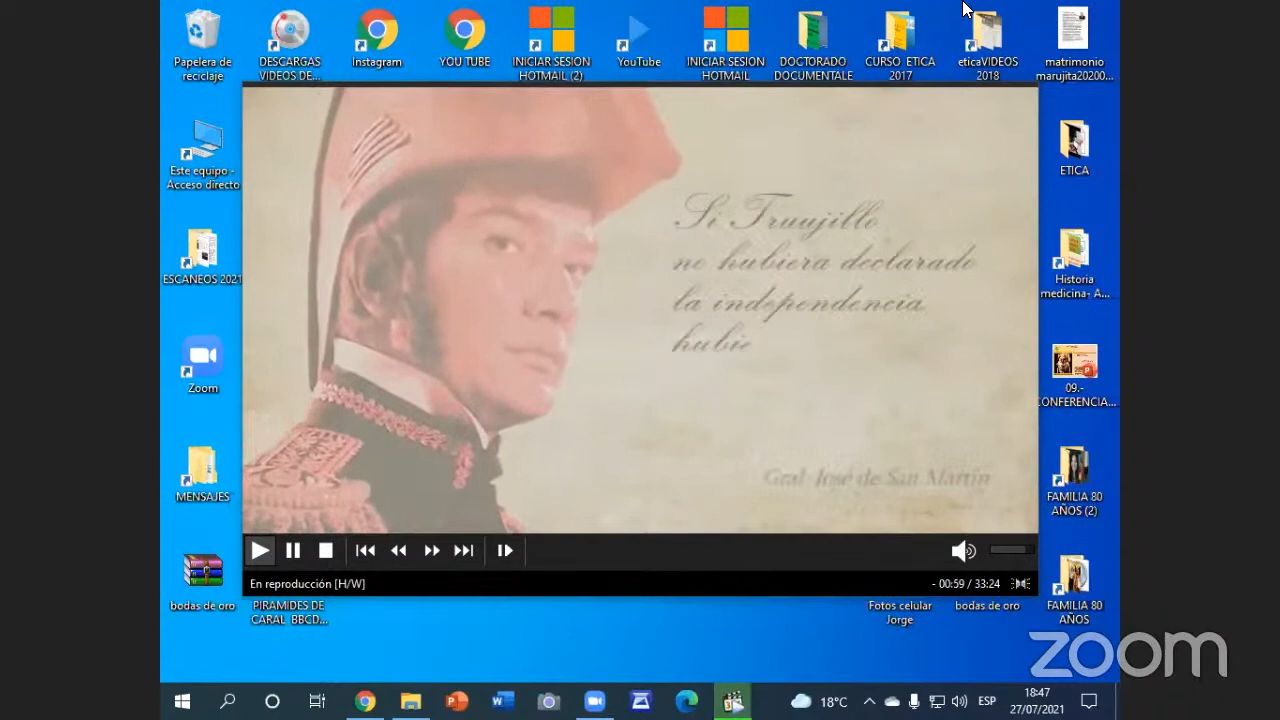 Papelera de
reciclaje
DESCARGAS
VIDEOS DE...
Instagram
YOU TUBE
INICIAR SESION
HOTMAIL (2)
YouTube
INICIAR SESION
HOTMAIL
DOCTORADO
DOCUMENTALE
CURSO ETICA
2017
eticaVIDEOS
2018
matrimonio
marujita20200...
Este equipo -
Acceso directo
ETICA
ESCANEOS 2021
Historia
medicina- A...
Zoom
09.-
CONFERENCIA...
MENSAJES
FAMILIA 80
AÑOS (2)
Si Truujillo
no hubiera declarado
la independencia
hubie
Gral José de San Martín
En reproducción [H/W]
- 00:59 / 33:24
bodas de oro
PIRAMIDES DE
CARAL BBCD...
Fotos celular
Jorge
bodas de oro
FAMILIA 80
AÑOS
zoom
18°C
ESP
18:47
27/07/2021